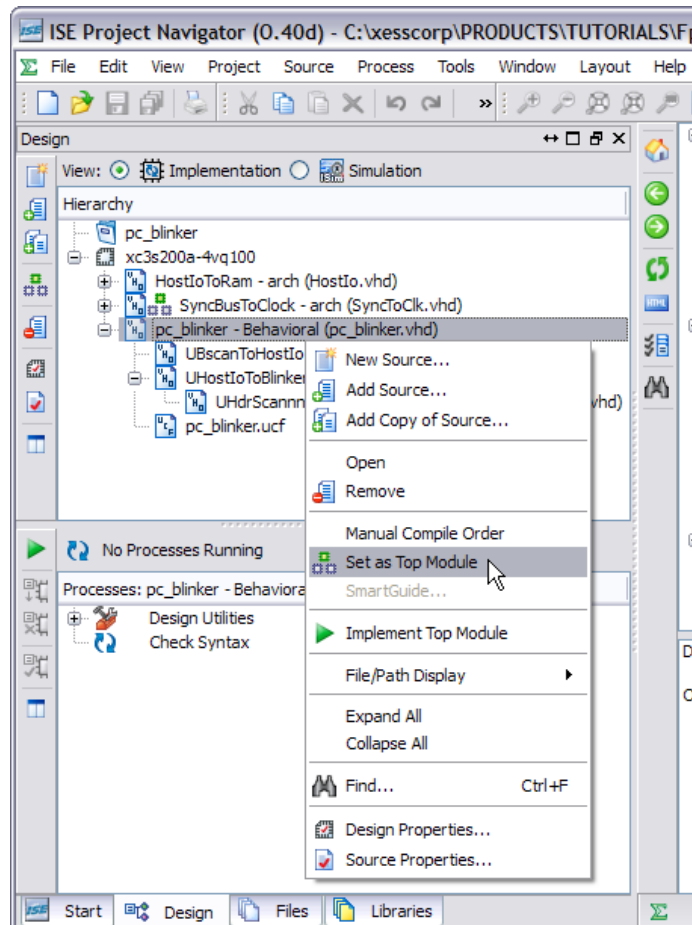 ISE Project Navigator (O.40d) - C:\xesscorp\PRODUCTS\TUTORIALS\Fp
File Edit View Project Source Process Tools Window Layout Help
Design
View: Implementation Simulation
Hierarchy
pc_blinker
xc3s200a-4vq100
HostIoToRam - arch (HostIo.vhd)
SyncBusToClock - arch (SyncToClk.vhd)
pc_blinker - Behavioral (pc_blinker.vhd)
UBscanToHostIo
UHostIoToBlinker
UHdrScannn vhd)
pc_blinker.ucf
New Source...
Add Source...
Add Copy of Source...
Open
Remove
Manual Compile Order
Set as Top Module
SmartGuide...
Implement Top Module
File/Path Display
Expand All
Collapse All
Find... Ctrl+F
Design Properties...
Source Properties...
No Processes Running
Processes: pc_blinker - Behaviora
Design Utilities
Check Syntax
Start Design Files Libraries